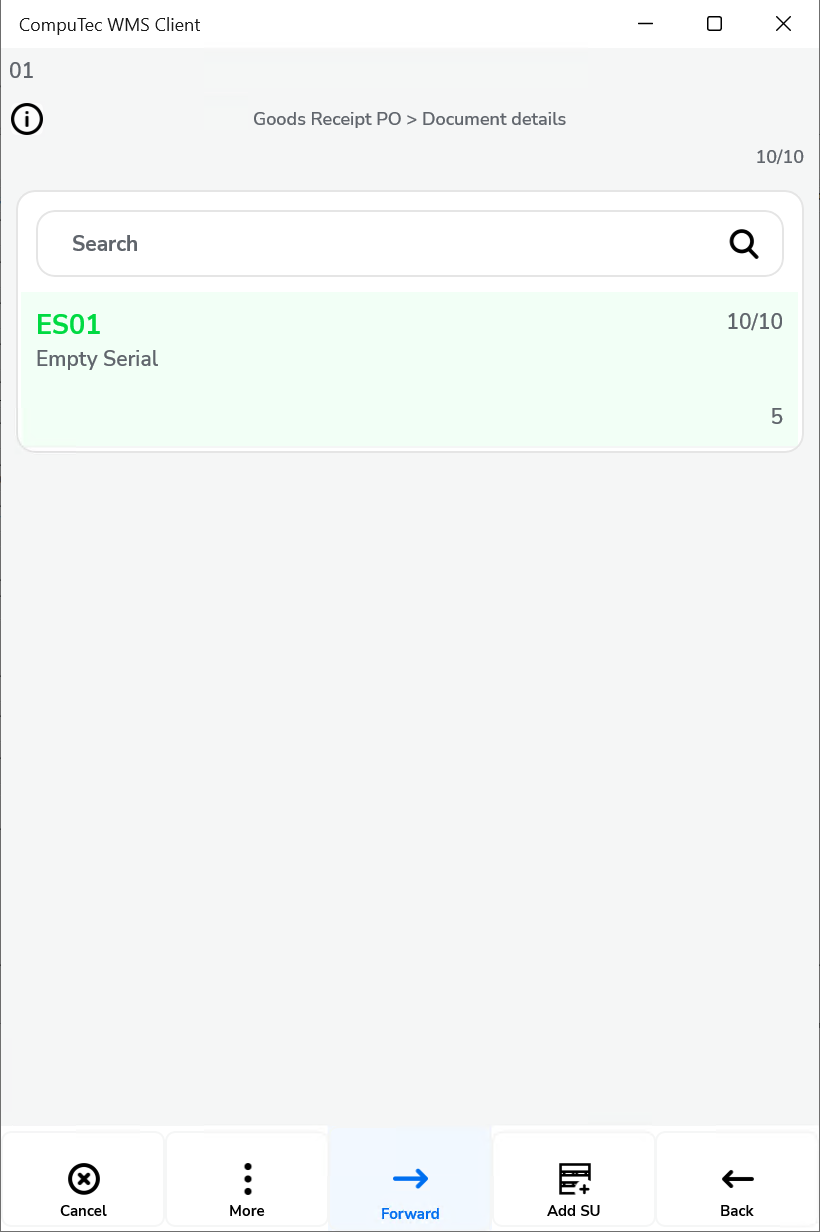 CompuTec WMS Client
01
Goods Receipt PO > Document details
10/10
Search
ES01
10/10
Empty Serial
5
Cancel
More
Forward
Add SU
Back